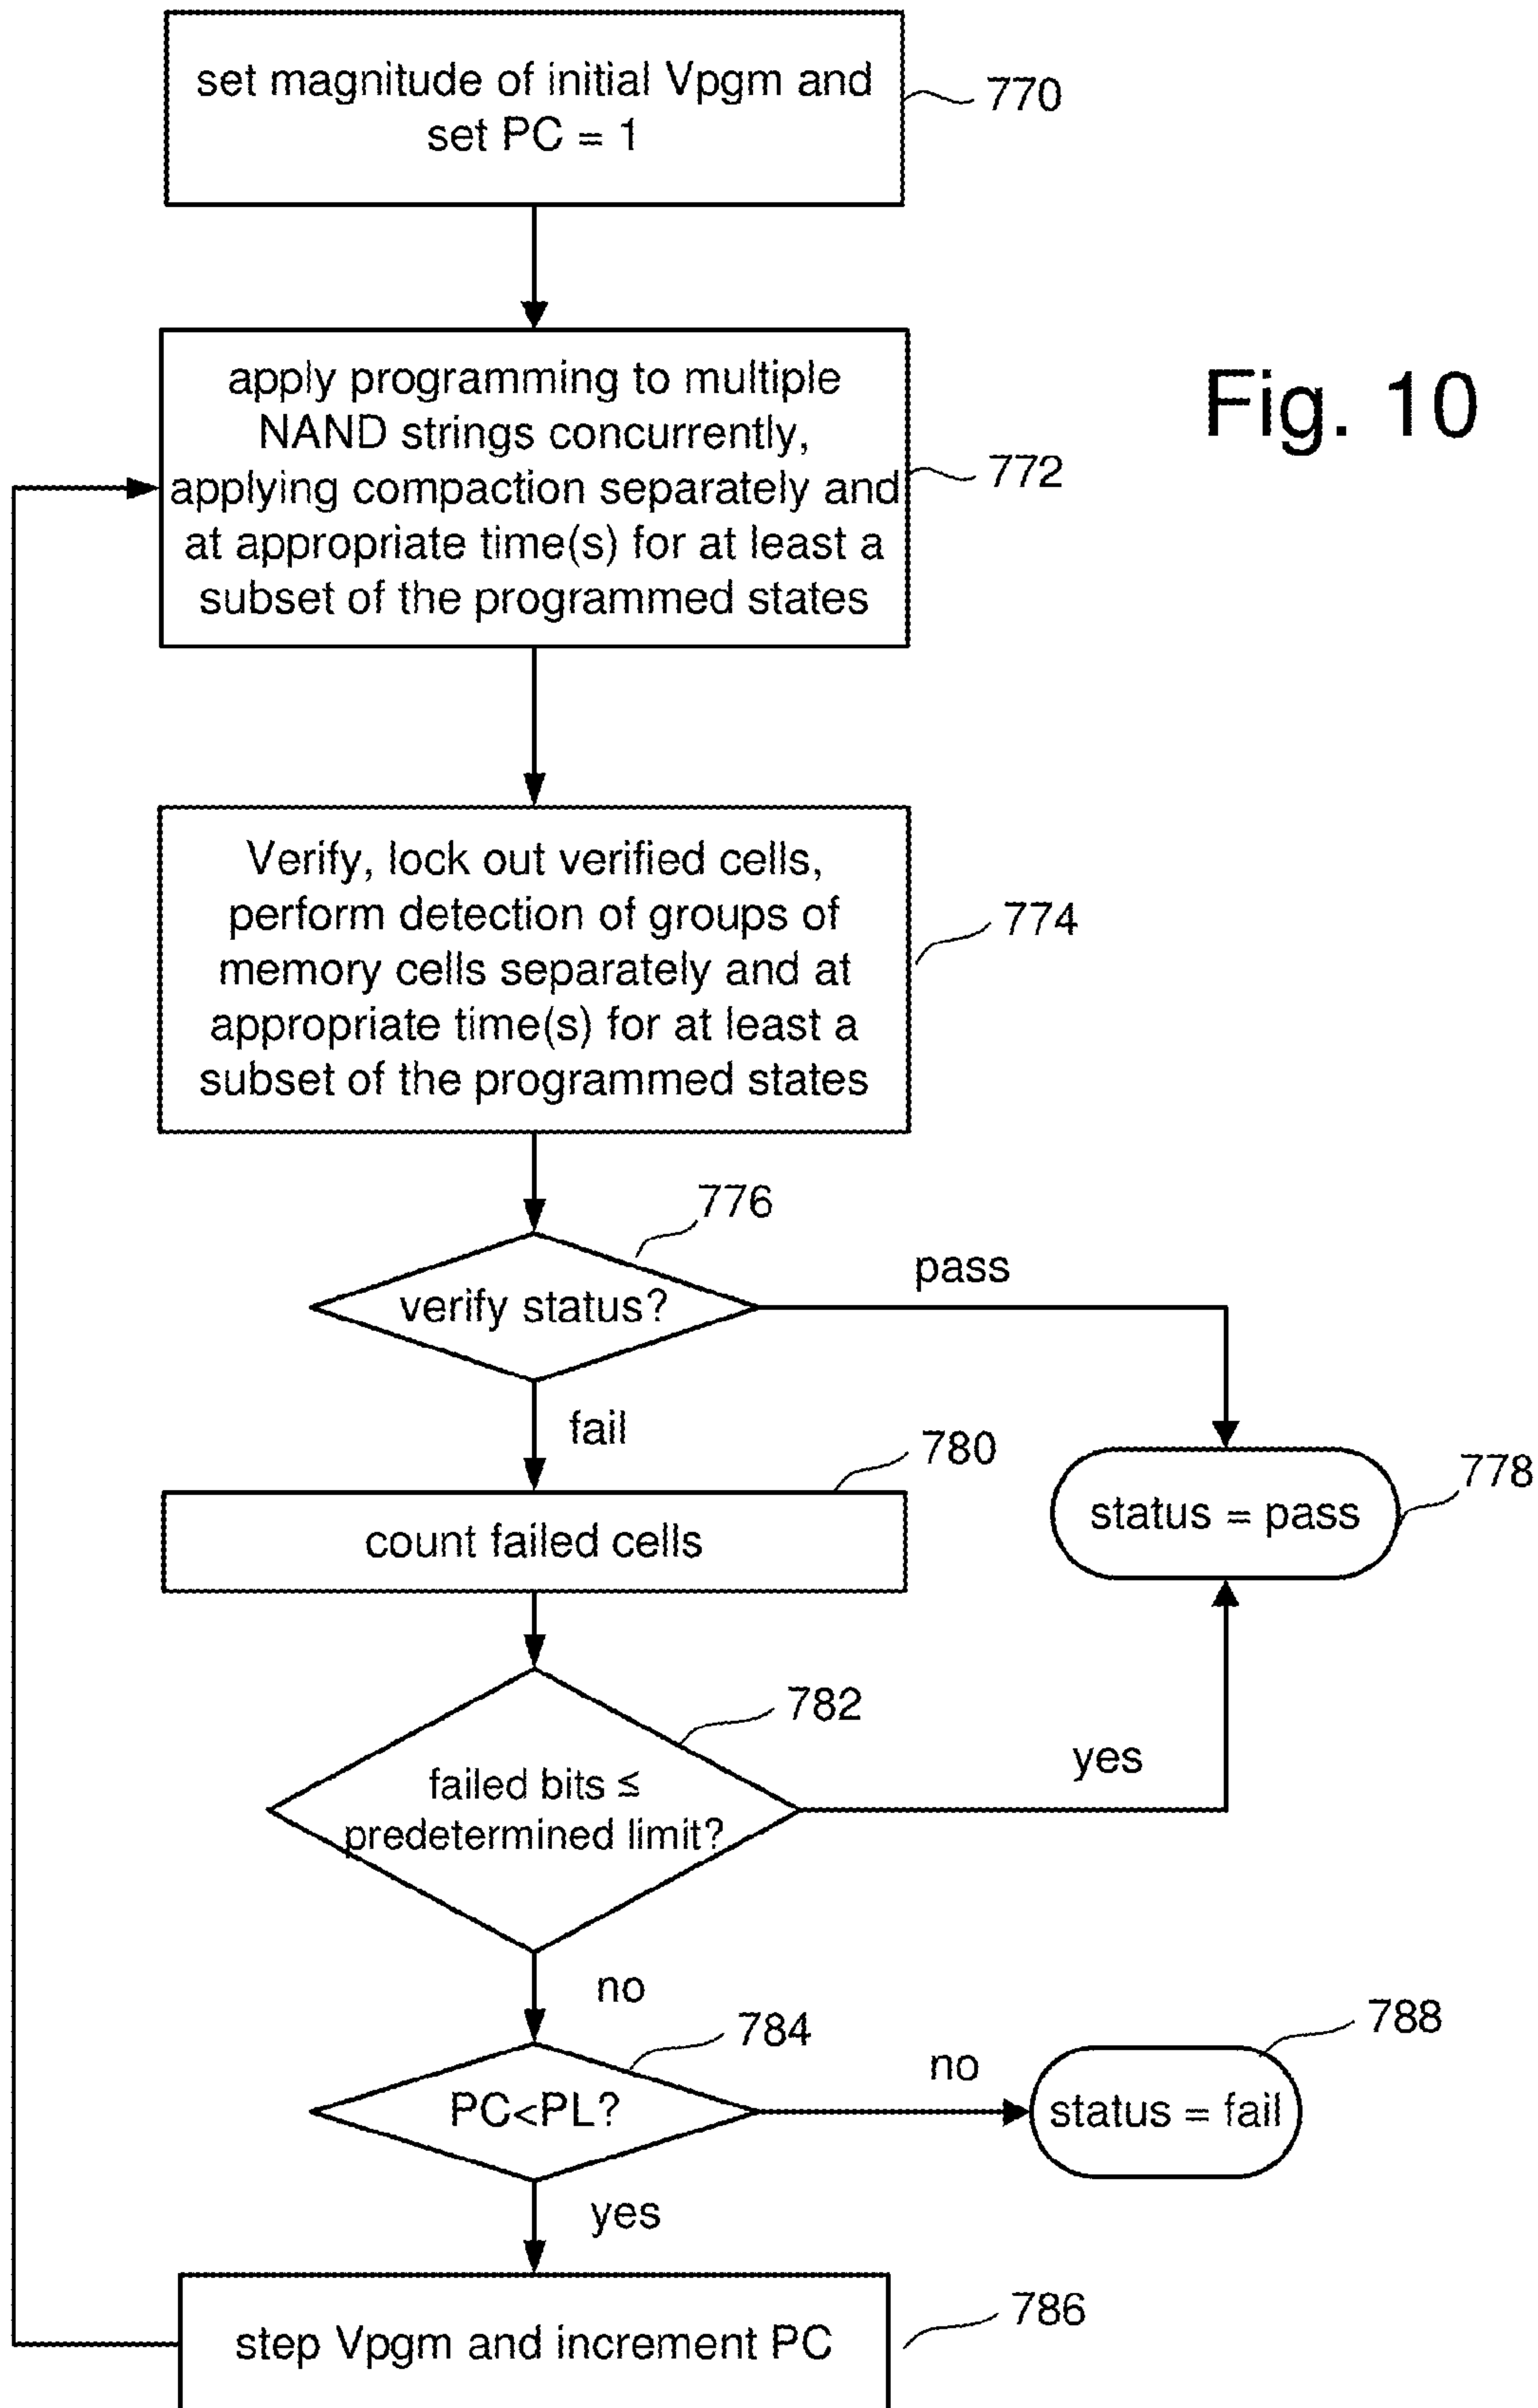 set magnitude of initial Vpgm and
set PC = 1
770
apply programming to multiple
NAND strings concurrently,
applying compaction separately and
at appropriate time(s) for at least a
subset of the programmed states
772
Fig. 10
Verify, lock out verified cells,
perform detection of groups of
memory cells separately and at
appropriate time(s) for at least a
subset of the programmed states
774
776
verify status?
pass
fail
780
count failed cells
778
status = pass
782
failed bits ≤
predetermined limit?
yes
no
784
PC<PL?
no
788
status = fail
yes
786
step Vpgm and increment PC